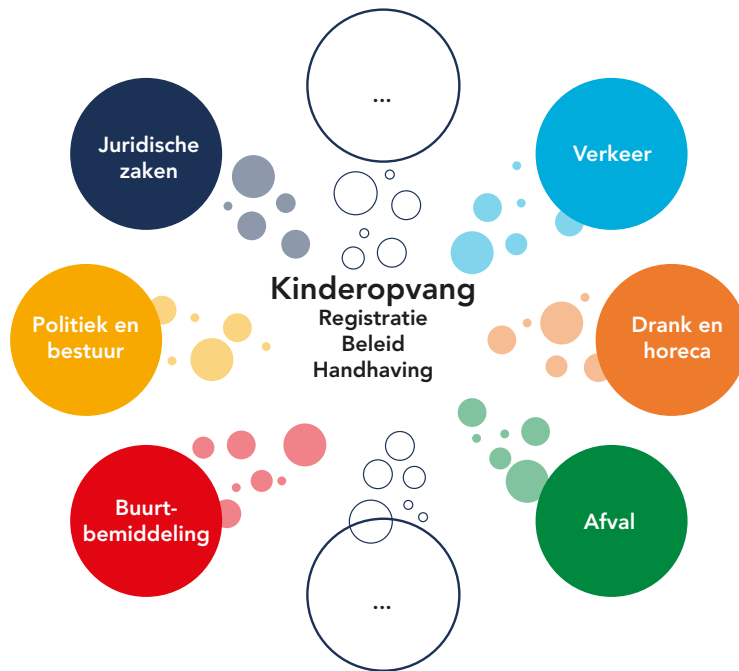 ...
Juridische
zaken
Verkeer
Kinderopvang
Registratie
Beleid
Handhaving
Politiek en
bestuur
Drank en
horeca
Buurt-
bemiddeling
Afval
...